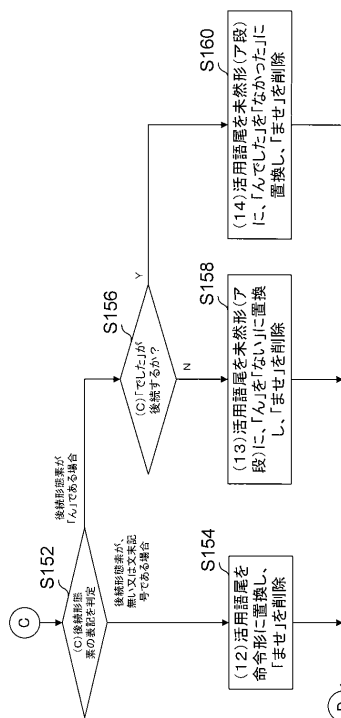 C
S152
(C)後続形態
素の表記を判定
後続形態素が
「ん」である場合
後続形態素が、
無い又は文末記
号である場合
S156
(C)「でした」が
後続するか？
Y
N
S154
(12)活用語尾を
命令形に置換し、
「ませ」を削除
S158
(13)活用語尾を未然形(ア
段)に、「ん」を「ない」に置換
し、「ませ」を削除
S160
(14)活用語尾を未然形(ア段)
に、「んでした」を「なかった」に
置換し、「ませ」を削除